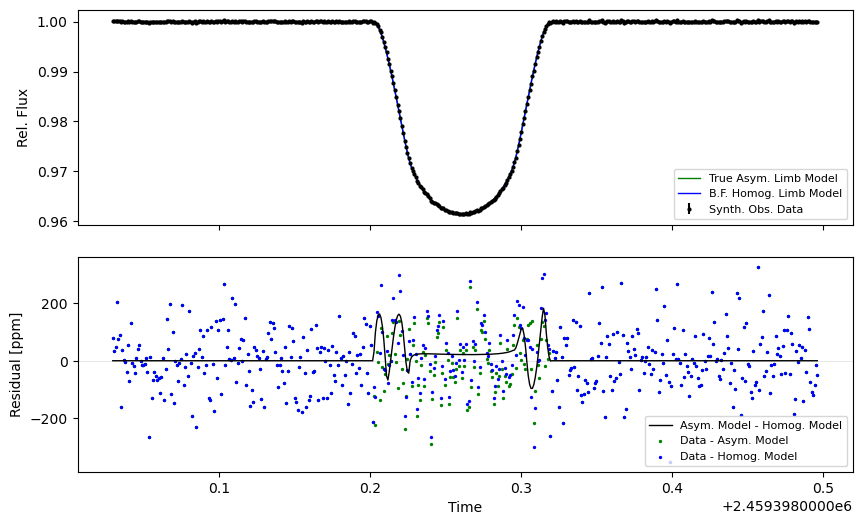 1.00
0.99
0.98
0.97
0.96
Rel. Flux
True Asym. Limb Model
B.F. Homog. Limb Model
Synth. Obs. Data
200
0
−200
Residual [ppm]
Asym. Model - Homog. Model
Data - Asym. Model
Data - Homog. Model
0.1 0.2 0.3 0.4 0.5
Time
+2.4593980000e6